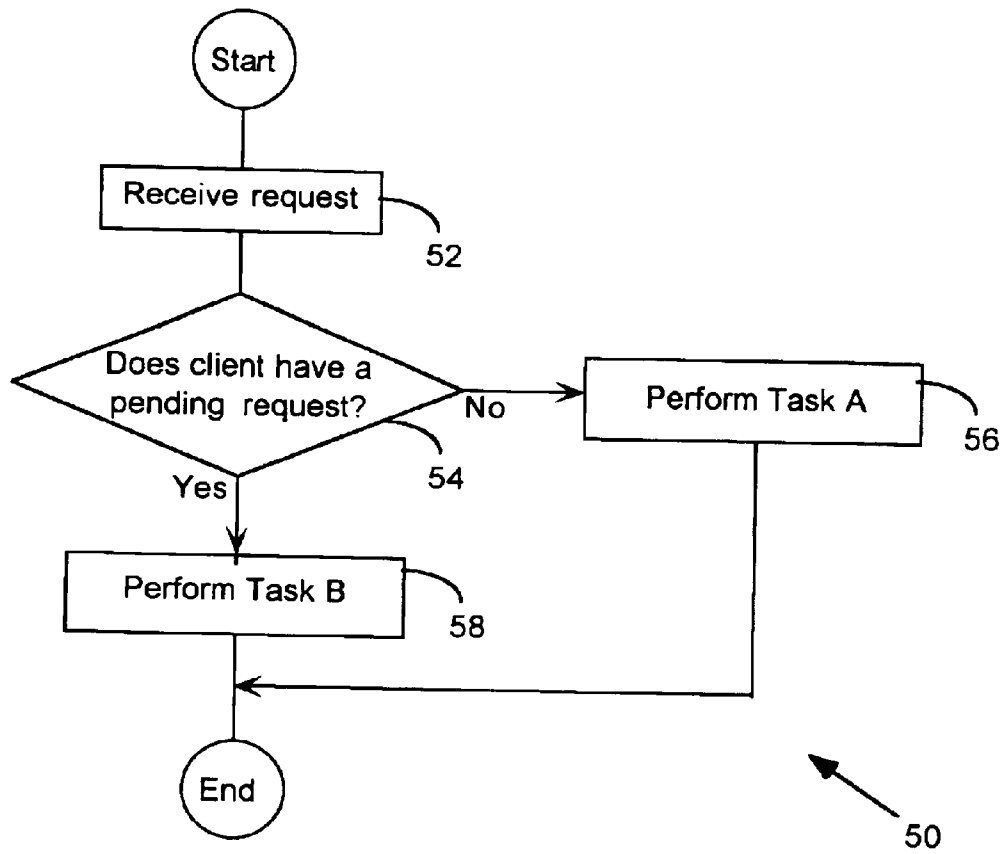 Start
Receive request
52
Does client have a
pending request?
No
54
Perform Task A
56
Yes
Perform Task B
58
End
50